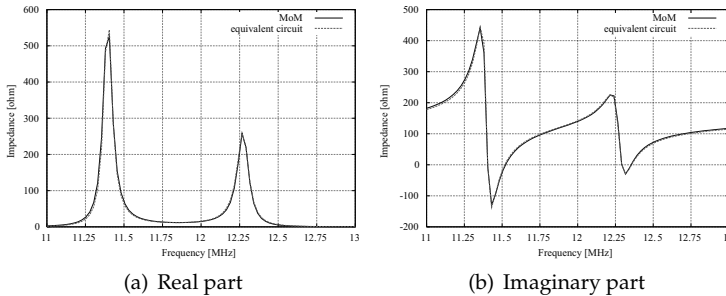 600
500
400
300
200
100
0
Impedance [ohm]
MoM
equivalent circuit
11 11.25 11.5 11.75 12 12.25 12.5 12.75 13
Frequency [MHz]
(a) Real part
500
400
300
200
100
0
-100
-200
Impedance [ohm]
MoM
equivalent circuit
11 11.25 11.5 11.75 12 12.25 12.5 12.75
Frequency [MHz]
(b) Imaginary part